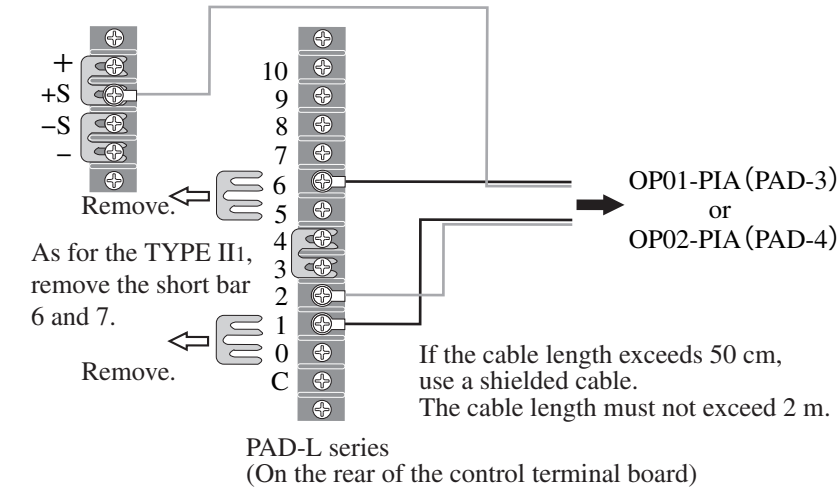 +
+S
−S
−
10
9
8
7
6
5
4
3
2
1
0
C
Remove.
As for the TYPE II1,
remove the short bar
6 and 7.
Remove.
OP01-PIA (PAD-3)
or
OP02-PIA (PAD-4)
If the cable length exceeds 50 cm,
use a shielded cable.
The cable length must not exceed 2 m.
PAD-L series
(On the rear of the control terminal board)